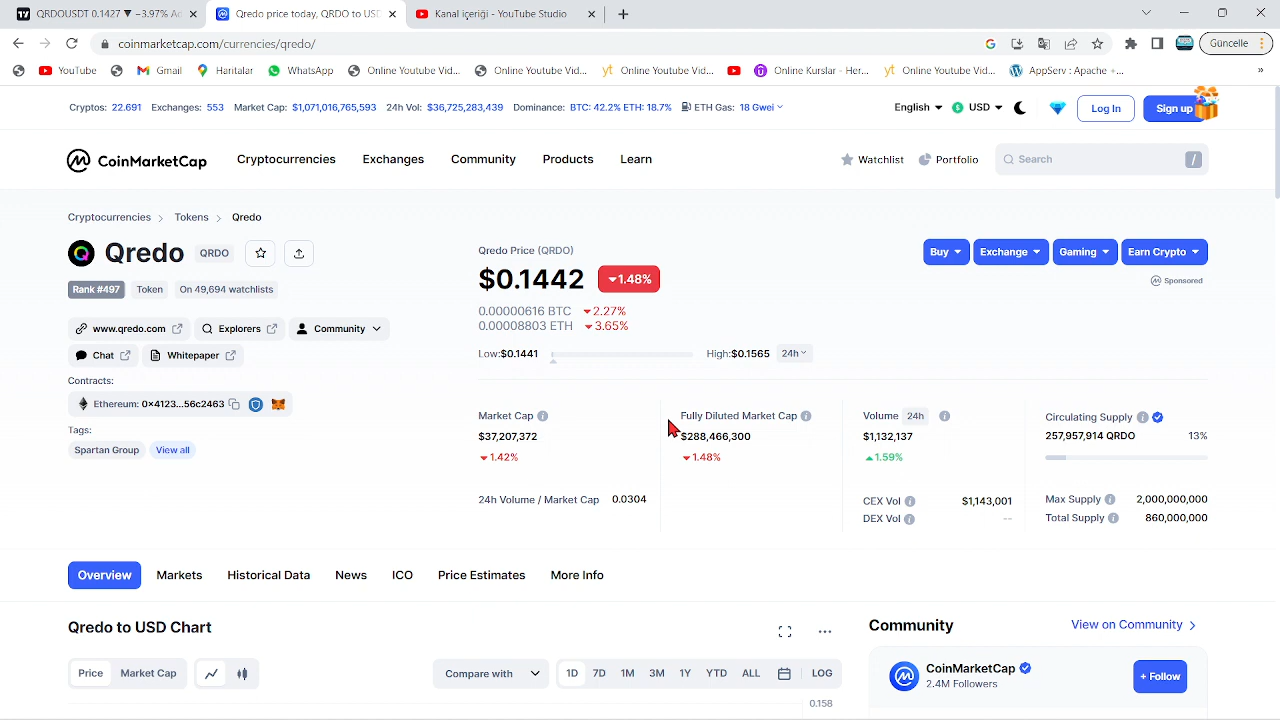 QRDOUSDT 0.1427 ▼ −3.97% Ad
Qredo price today, QRDO to USD
Kanal içeriği - YouTube Studio
coinmarketcap.com/currencies/qredo/
Güncelle
YouTube
Gmail
Haritalar
WhatsApp
Online Youtube Vid...
Online Youtube Vid...
Online Youtube Vid...
Online Kurslar - Her...
Online Youtube Vid...
AppServ : Apache +...
»
Cryptos: 22.691 Exchanges: 553 Market Cap: $1,071,016,765,593 24h Vol: $36,725,283,439 Dominance: BTC: 42.2% ETH: 18.7% ETH Gas: 18 Gwei
English USD Log In Sign up
CoinMarketCap
Cryptocurrencies Exchanges Community Products Learn
Watchlist Portfolio Search /
Cryptocurrencies > Tokens > Qredo
Qredo QRDO
Rank #497 Token On 49,694 watchlists
www.qredo.com Explorers Community
Chat Whitepaper
Contracts:
Ethereum: 0x4123...56c2463
Tags:
Spartan Group View all
Qredo Price (QRDO)
$0.1442 ▼1.48%
0.00000616 BTC ▼2.27%
0.00008803 ETH ▼3.65%
Low:$0.1441 High:$0.1565 24h
Buy Exchange Gaming Earn Crypto
Sponsored
Market Cap
$37,207,372
▼1.42%
24h Volume / Market Cap 0.0304
Fully Diluted Market Cap
$288,466,300
▼1.48%
Volume 24h
$1,132,137
▲1.59%
CEX Vol $1,143,001
DEX Vol --
Circulating Supply
257,957,914 QRDO 13%
Max Supply 2,000,000,000
Total Supply 860,000,000
Overview Markets Historical Data News ICO Price Estimates More Info
Qredo to USD Chart
Price Market Cap
Compare with
1D 7D 1M 3M 1Y YTD ALL LOG
0.158
Community
View on Community >
CoinMarketCap
2.4M Followers
+ Follow